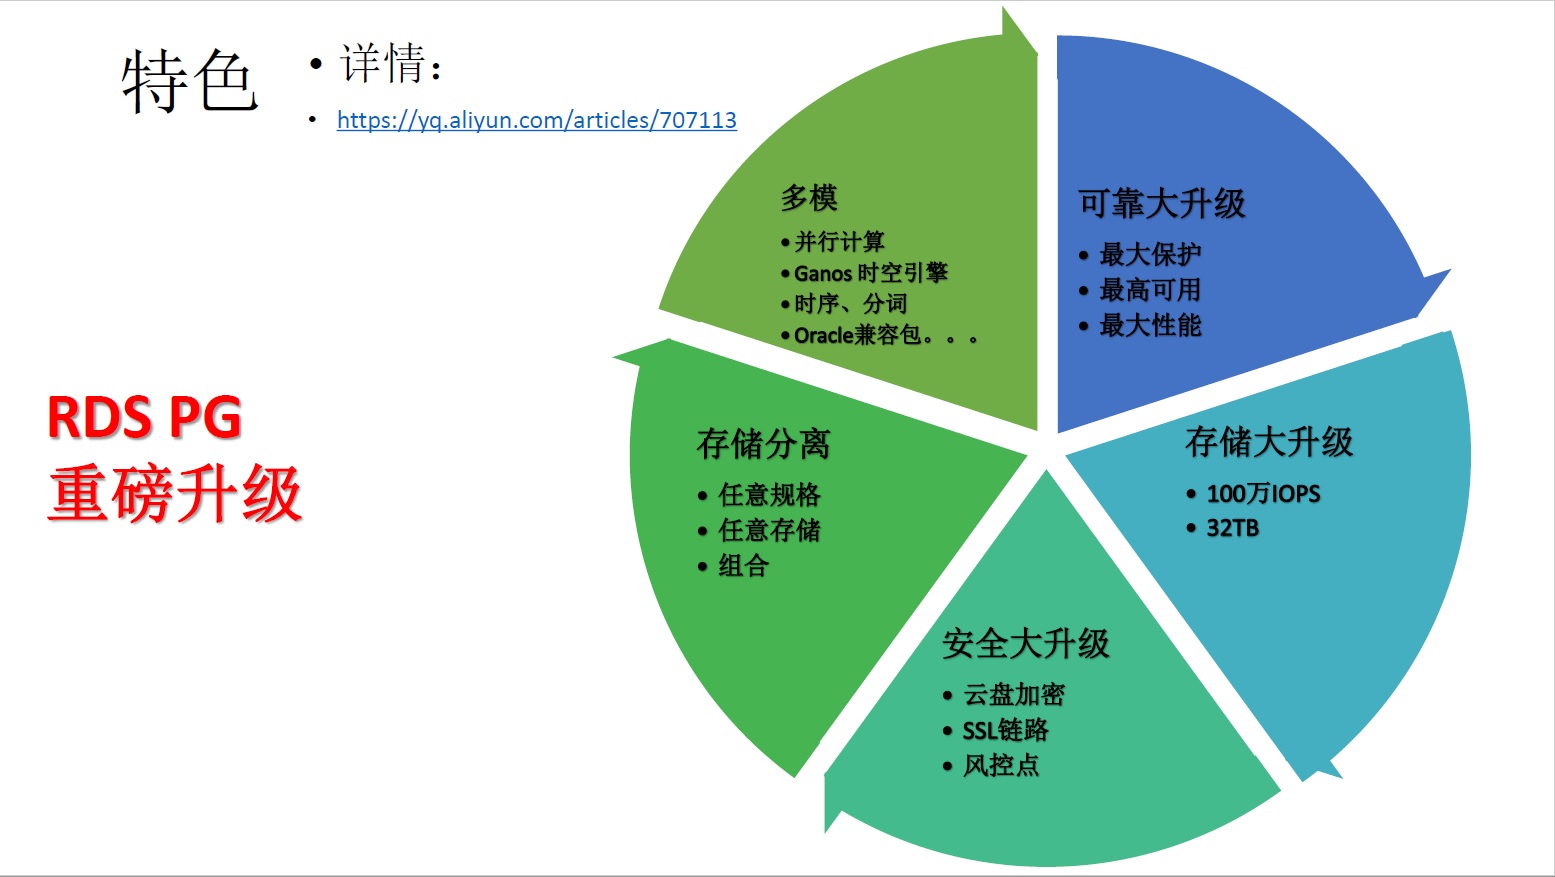 特色
• 详情：
• https://yq.aliyun.com/articles/707113
RDS PG
重磅升级
多模
• 并行计算
• Ganos 时空引擎
• 时序、分词
• Oracle兼容包。。。
可靠大升级
• 最大保护
• 最高可用
• 最大性能
存储大升级
• 100万IOPS
• 32TB
安全大升级
• 云盘加密
• SSL链路
• 风控点
存储分离
• 任意规格
• 任意存储
• 组合